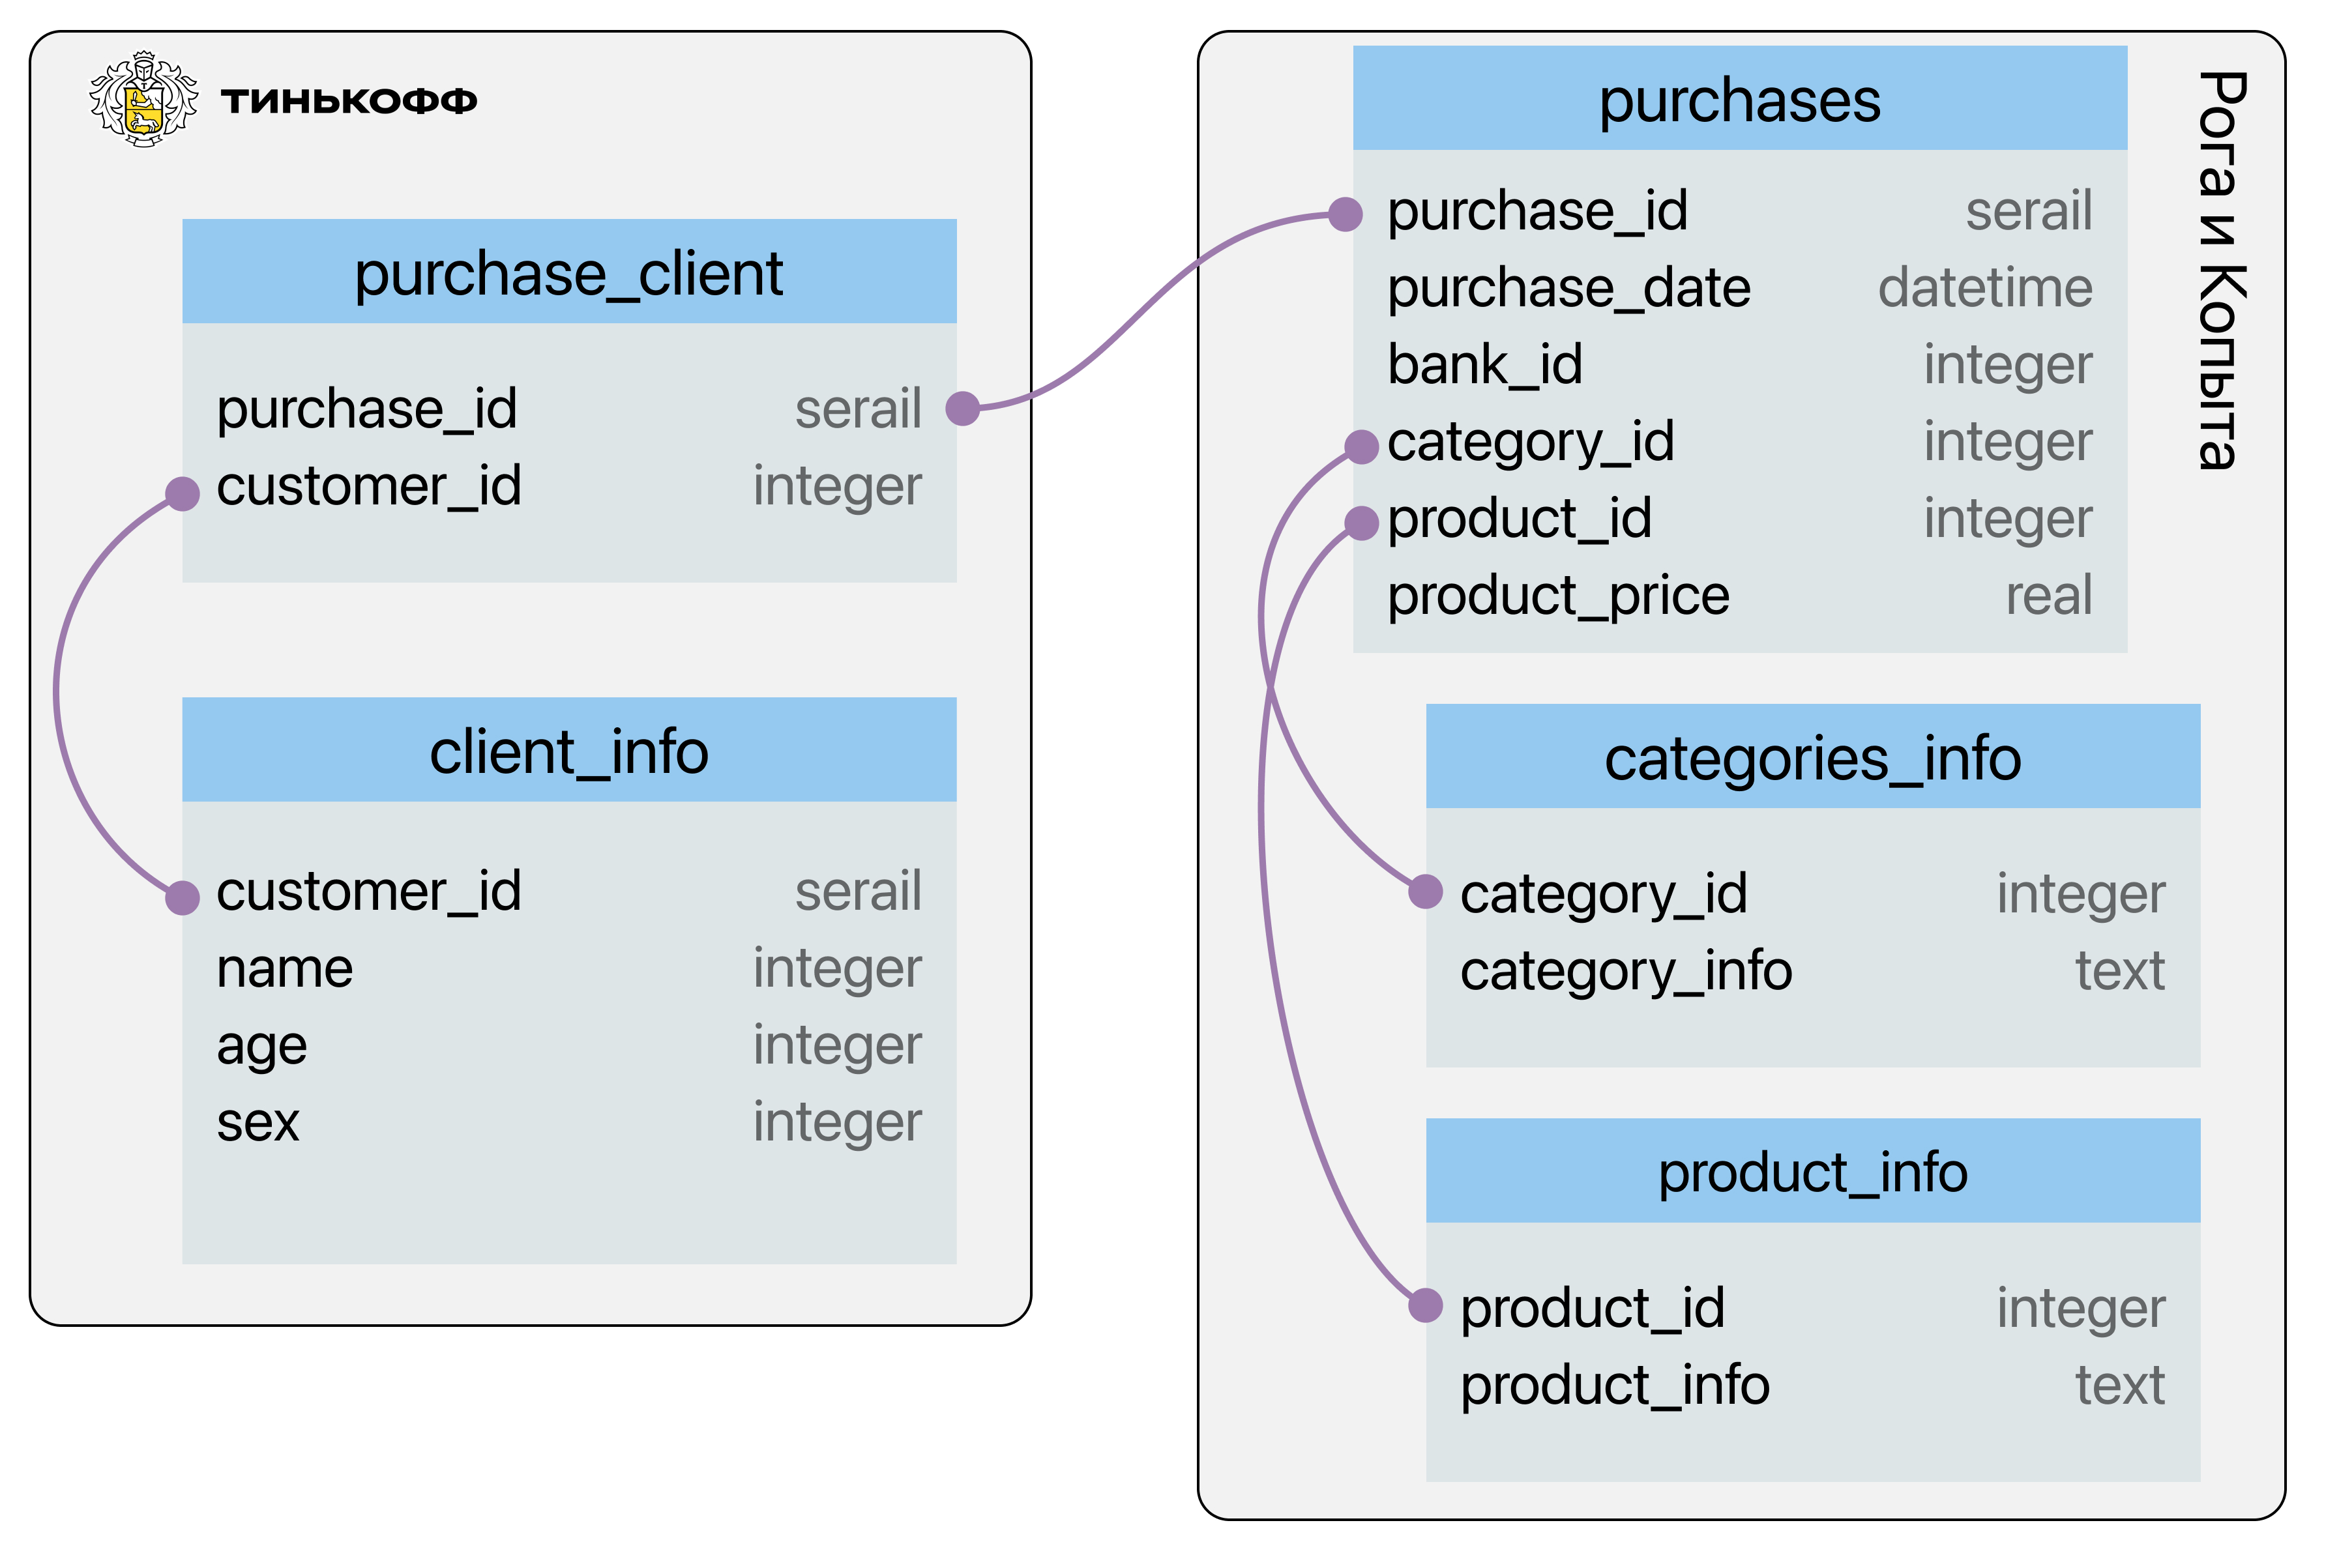 ТИНЬКОФФ
purchase_client
purchase_id serail
customer_id integer
client_info
customer_id serail
name integer
age integer
sex integer
purchases
purchase_id serail
purchase_date datetime
bank_id integer
category_id integer
product_id integer
product_price real
Рога и Копыта
categories_info
category_id integer
category_info text
product_info
product_id integer
product_info text